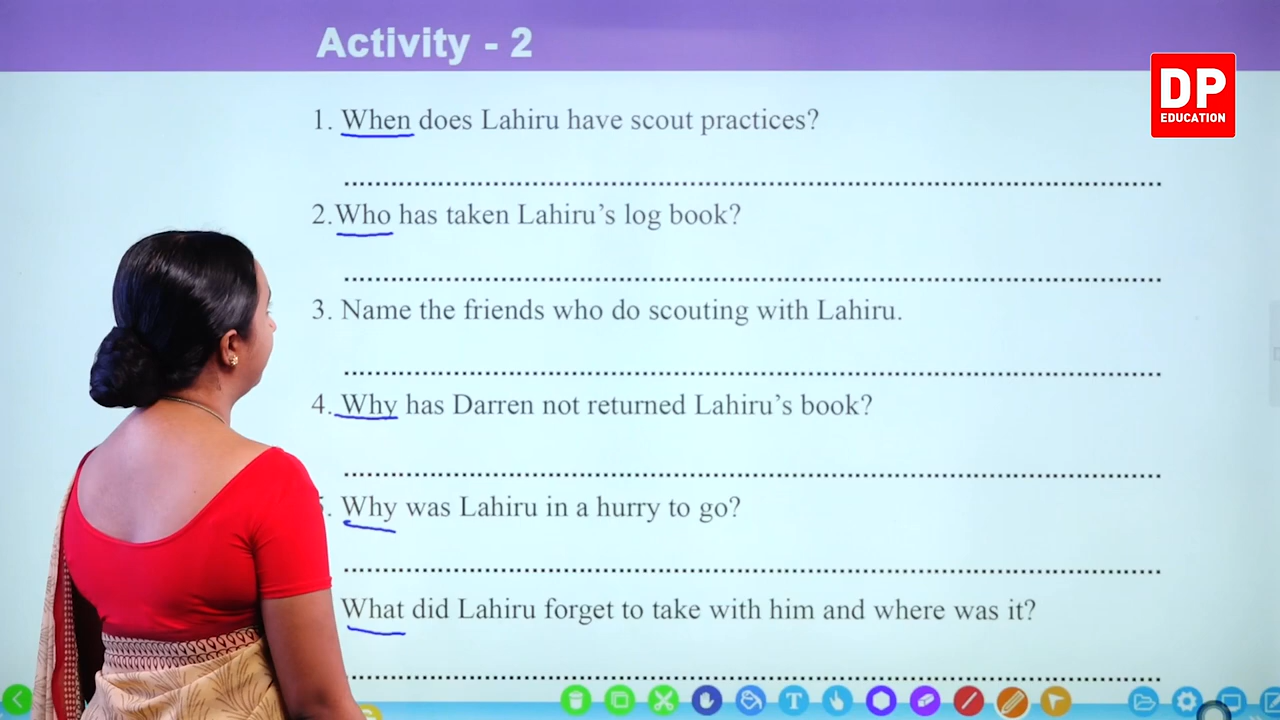 Activity - 2
DP
EDUCATION
1. When does Lahiru have scout practices?
2.Who has taken Lahiru's log book?
3. Name the friends who do scouting with Lahiru.
4. Why has Darren not returned Lahiru's book?
. Why was Lahiru in a hurry to go?
What did Lahiru forget to take with him and where was it?